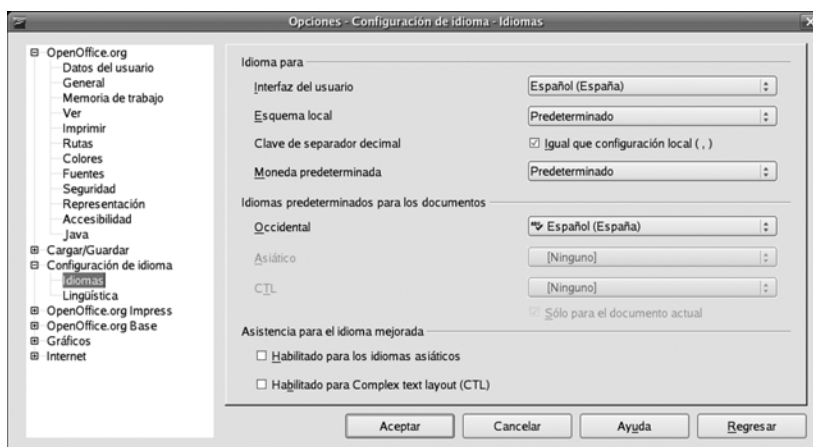 Opciones - Configuración de idioma - Idiomas
OpenOffice.org
Datos del usuario
General
Memoria de trabajo
Ver
Imprimir
Rutas
Colores
Fuentes
Seguridad
Representación
Accesibilidad
Java
Cargar/Guardar
Configuración de idioma
Idiomas
Lingüística
OpenOffice.org Impress
OpenOffice.org Base
Gráficos
Internet
Idioma para
Interfaz del usuario Español (España)
Esquema local Predeterminado
Clave de separador decimal Igual que configuración local ( , )
Moneda predeterminada Predeterminado
Idiomas predeterminados para los documentos
Occidental Español (España)
Asiático [Ninguno]
CTL [Ninguno]
Sólo para el documento actual
Asistencia para el idioma mejorada
Habilitado para los idiomas asiáticos
Habilitado para Complex text layout (CTL)
Aceptar Cancelar Ayuda Regresar